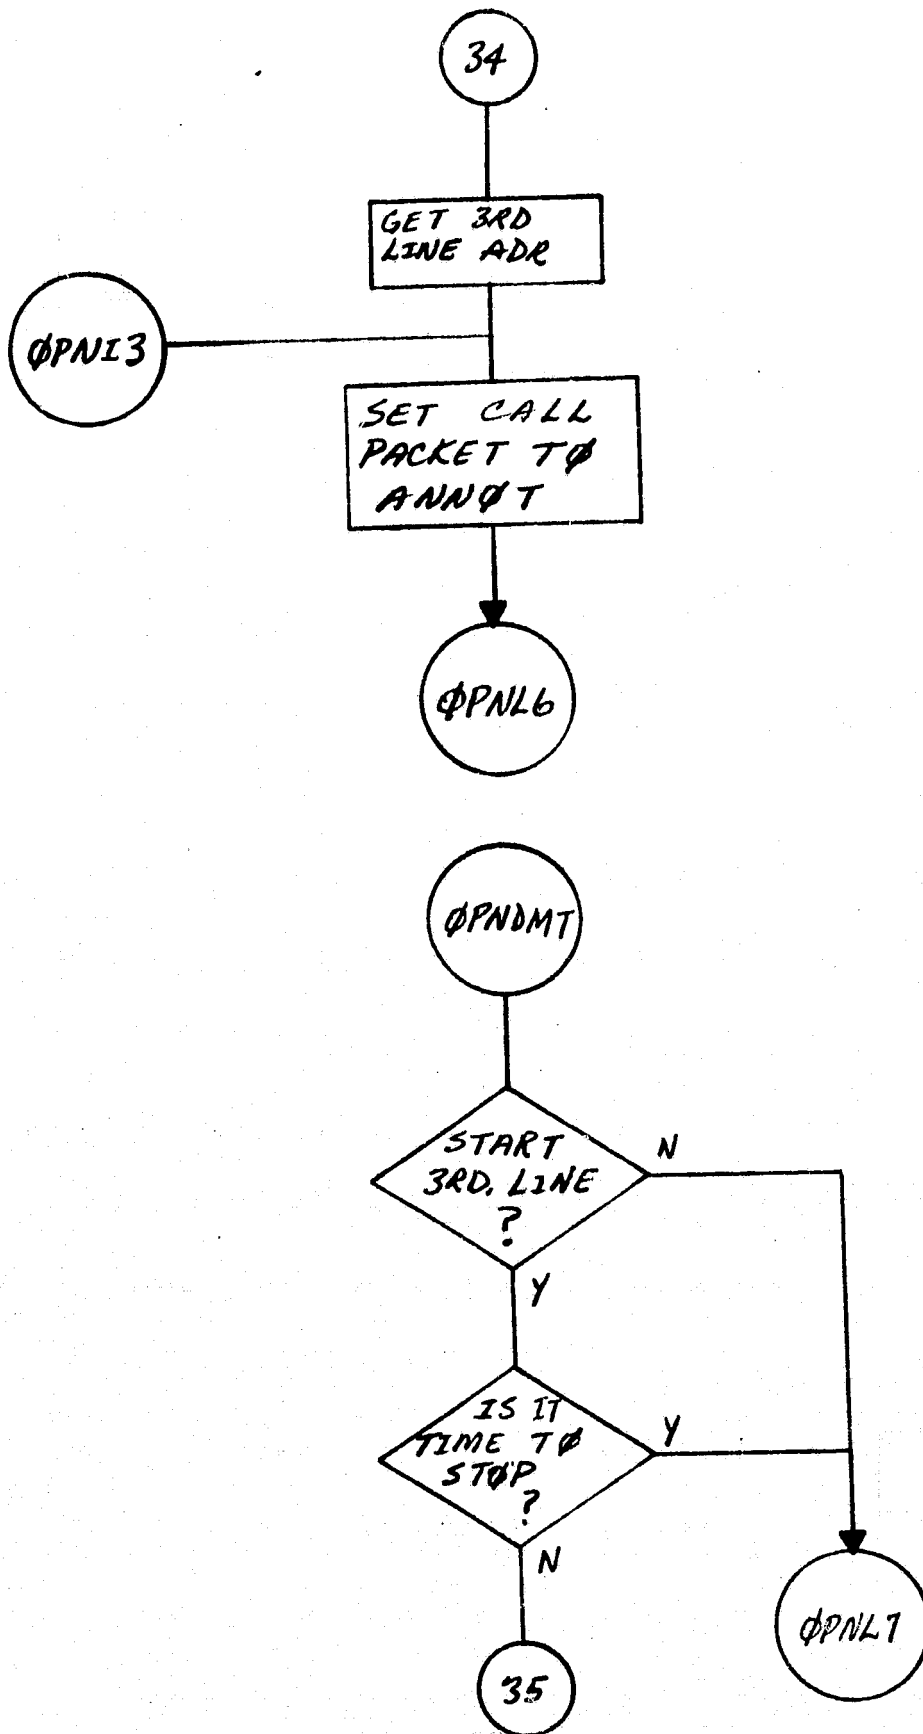 34
GET 3RD
LINE ADR
ØPNI3
SET CALL
PACKET TØ
ANNØT
ØPNL6
ØPNDMT
START
3RD. LINE
?
N
Y
IS IT
TIME TØ
STØP
?
Y
N
ØPNL7
35